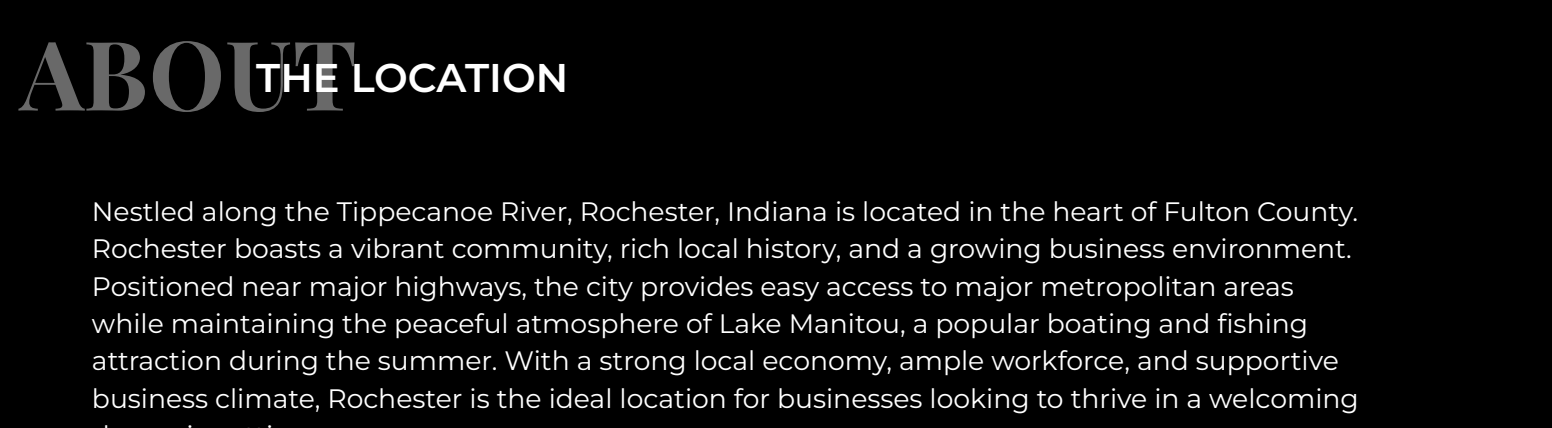 ABOUT THE LOCATION
Nestled along the Tippecanoe River, Rochester, Indiana is located in the heart of Fulton County.
Rochester boasts a vibrant community, rich local history, and a growing business environment.
Positioned near major highways, the city provides easy access to major metropolitan areas
while maintaining the peaceful atmosphere of Lake Manitou, a popular boating and fishing
attraction during the summer. With a strong local economy, ample workforce, and supportive
business climate, Rochester is the ideal location for businesses looking to thrive in a welcoming